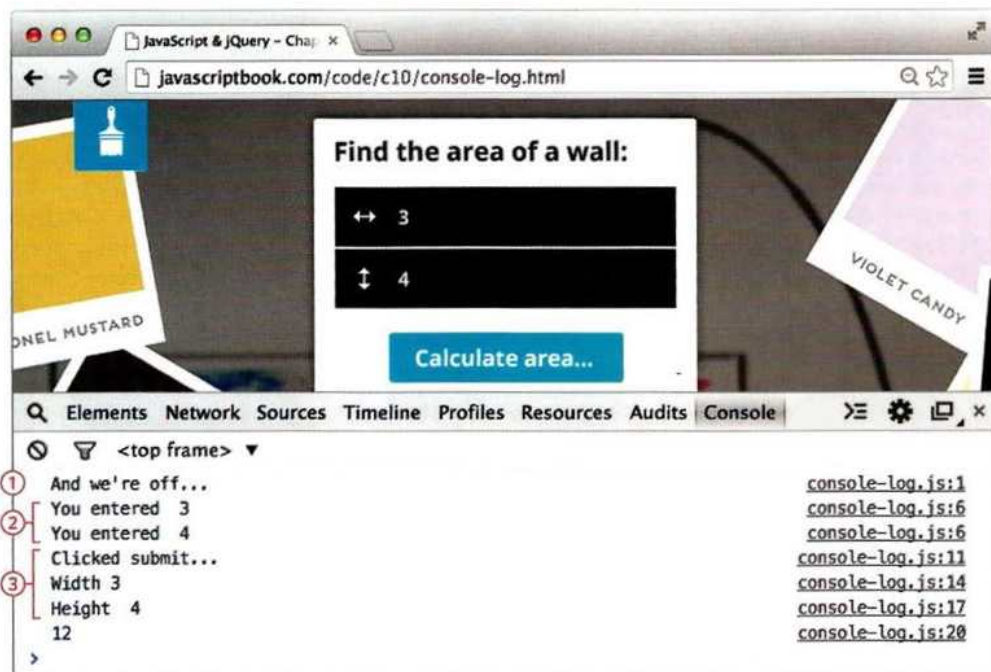 JavaScript & jQuery – Chap
javascriptbook.com/code/c10/console-log.html
Find the area of a wall:
3
4
ONEL MUSTARD
VIOLET CANDY
Calculate area...
Elements Network Sources Timeline Profiles Resources Audits Console
<top frame> ▼
1 And we're off... console-log.js:1
2 You entered 3 console-log.js:6
You entered 4 console-log.js:6
3 Clicked submit... console-log.js:11
Width 3 console-log.js:14
Height 4 console-log.js:17
12 console-log.js:20
>